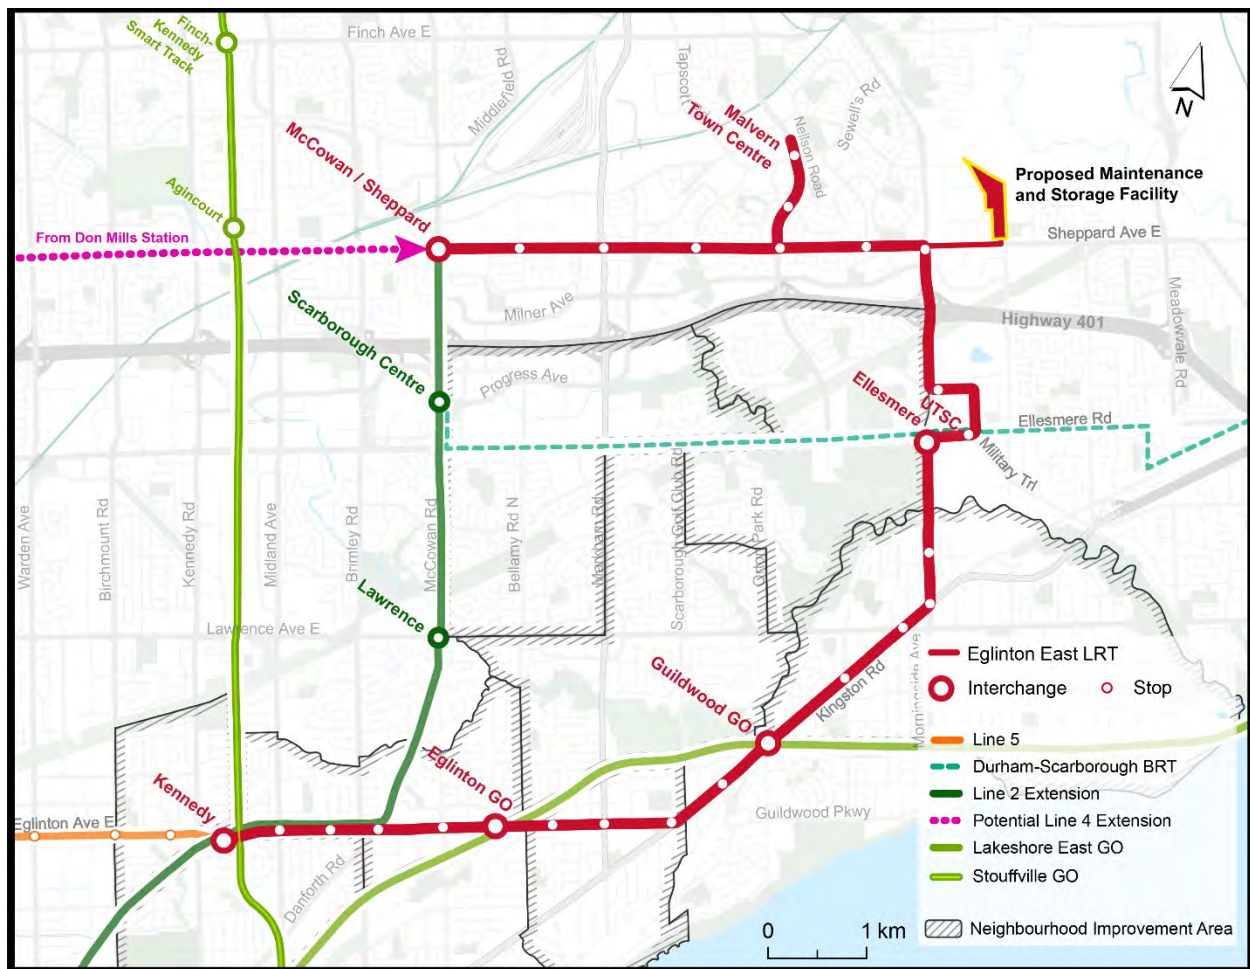 Finch-
Kennedy
Smart Track
Finch Ave E
Middlefield Rd
Tapscott
Malvern
Town Centre
Neilson Road
Sewell's Rd
N
McCowan / Sheppard
Agincourt
From Don Mills Station
Proposed Maintenance
and Storage Facility
Sheppard Ave E
Scarborough Centre
Milner Ave
Highway 401
Meadowvale Rd
Progress Ave
Ellesmere
UTSC
Ellesmere Rd
Military Trl
Warden Ave
Birchmount Rd
Kennedy Rd
Midland Ave
Brimley Rd
McCowan Rd
Bellamy Rd N
Markham Rd
Scarborough Golf Club Rd
Orton Park Rd
Lawrence
Lawrence Ave E
Guildwood GO
Kingston Rd
Morningside Ave
Eglinton East LRT
Interchange
Stop
Line 5
Durham-Scarborough BRT
Line 2 Extension
Potential Line 4 Extension
Lakeshore East GO
Stouffville GO
Neighbourhood Improvement Area
Kennedy
Eglinton GO
Eglinton Ave E
Danforth Rd
Guildwood Pkwy
0 1 km